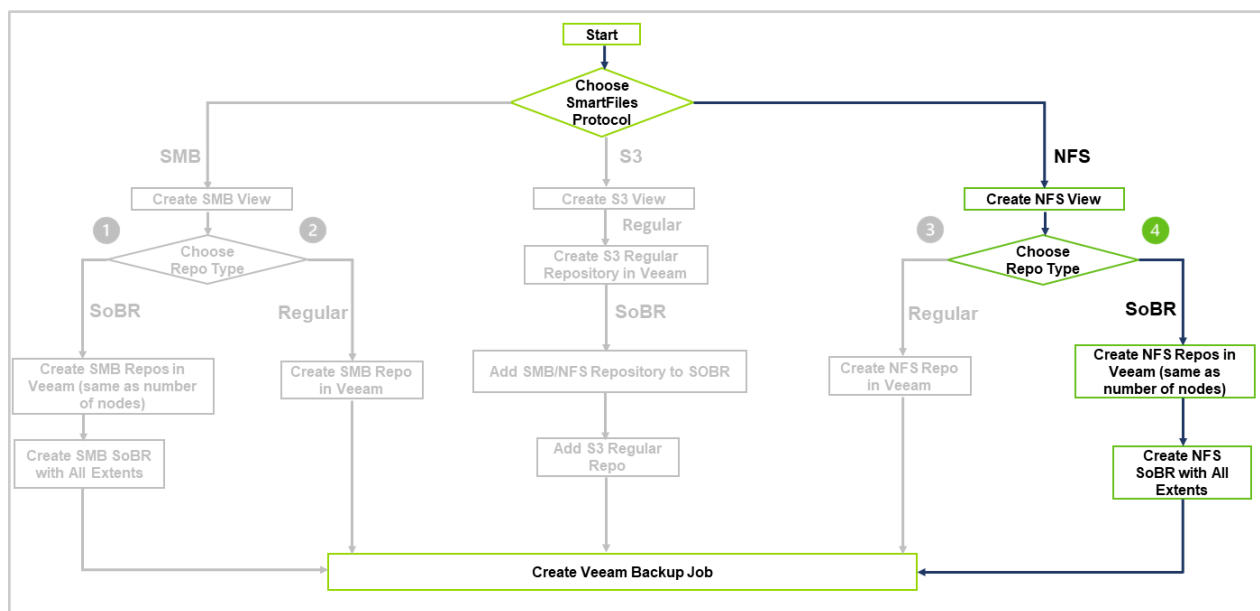 Start
Choose
SmartFiles
Protocol
SMB
S3
NFS
Create SMB View
Create S3 View
Create NFS View
1
2
Regular
3
4
Choose
Repo Type
Create S3 Regular
Repository in Veeam
Choose
Repo Type
SoBR
Regular
SoBR
Regular
SoBR
Create SMB Repos in
Veeam (same as number
of nodes)
Create SMB Repo
in Veeam
Add SMB/NFS Repository to SOBR
Create NFS Repo
in Veeam
Create NFS Repos in
Veeam (same as
number of nodes)
Create SMB SoBR
with All Extents
Add S3 Regular
Repo
Create NFS
SoBR with All
Extents
Create Veeam Backup Job